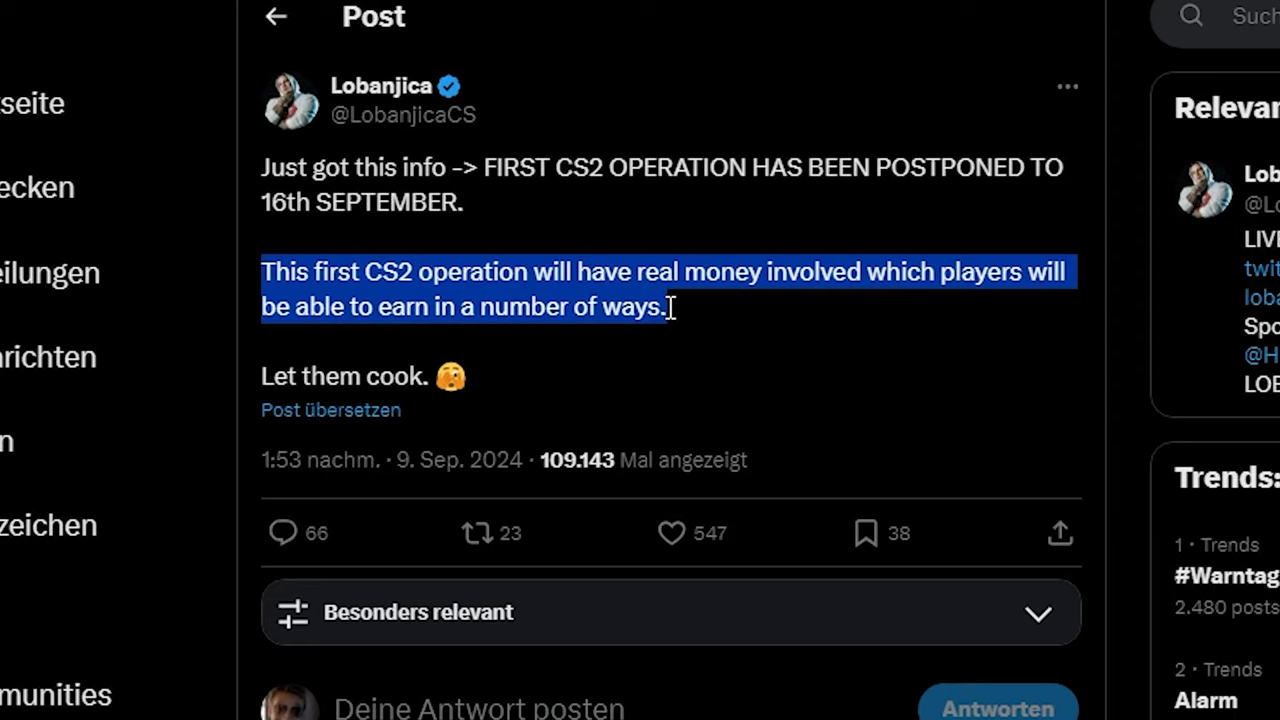 Post
Such
Lobanjica
@LobanjicaCS
tseite
ecken
eilungen
hrichten
n
zeichen
munities
Just got this info -> FIRST CS2 OPERATION HAS BEEN POSTPONED TO
16th SEPTEMBER.
This first CS2 operation will have real money involved which players will
be able to earn in a number of ways.
Let them cook. 🫣
Post übersetzen
1:53 nachm. · 9. Sep. 2024 · 109.143 Mal angezeigt
66 23 547 38
Besonders relevant
Deine Antwort posten
Antworten
Relevan
Lob
@Lo
LIVE
twit
loba
Spo
@H
LOB
Trends:
1 · Trends
#Warntag
2.480 posts
2 · Trends
Alarm